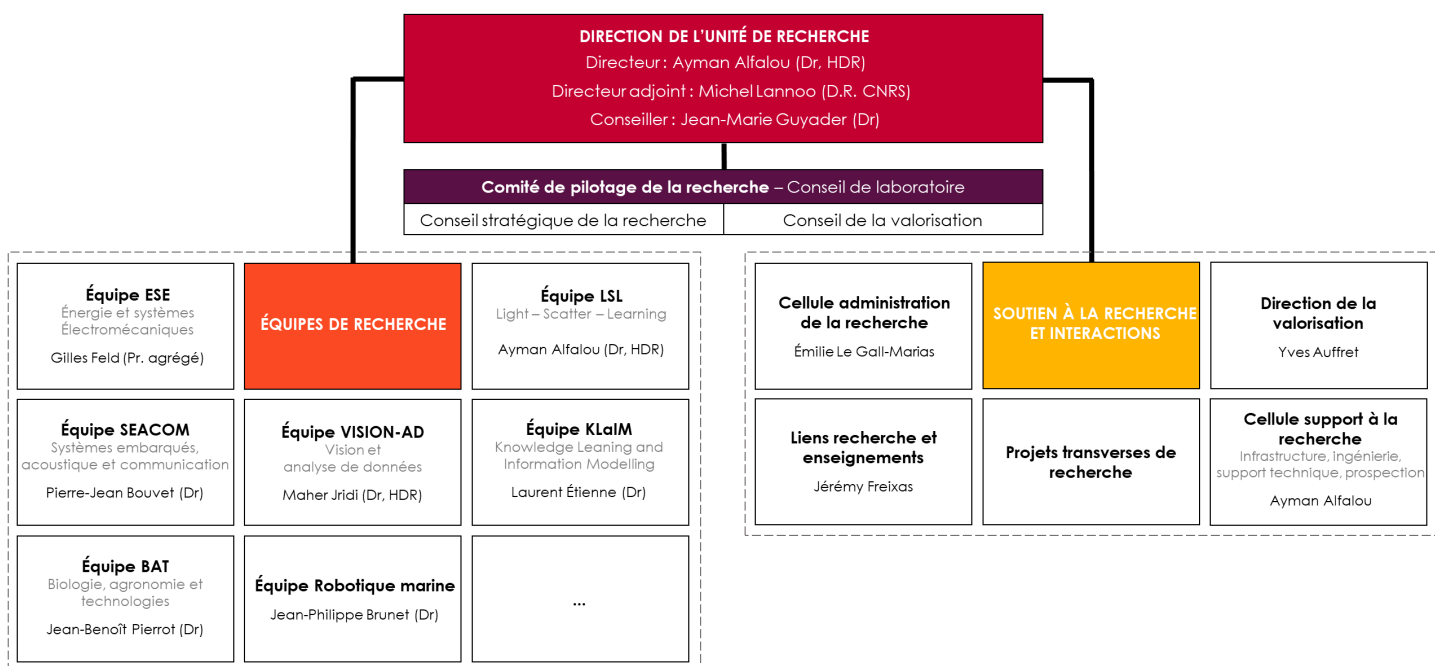 DIRECTION DE L'UNITÉ DE RECHERCHE
Directeur : Ayman Alfalou (Dr, HDR)
Directeur adjoint : Michel Lannoo (D.R. CNRS)
Conseiller : Jean-Marie Guyader (Dr)
Comité de pilotage de la recherche – Conseil de laboratoire
Conseil stratégique de la recherche
Conseil de la valorisation
Équipe ESE
Énergie et systèmes
Électromécaniques
Gilles Feld (Pr. agrégé)
ÉQUIPES DE RECHERCHE
Équipe LSL
Light – Scatter – Learning
Ayman Alfalou (Dr, HDR)
Équipe SEACOM
Systèmes embarqués,
acoustique et communication
Pierre-Jean Bouvet (Dr)
Équipe VISION-AD
Vision et
analyse de données
Maher Jridi (Dr, HDR)
Équipe KLaIM
Knowledge Leaning and
Information Modelling
Laurent Étienne (Dr)
Équipe BAT
Biologie, agronomie et
technologies
Jean-Benoît Pierrot (Dr)
Équipe Robotique marine
Jean-Philippe Brunet (Dr)
...
Cellule administration
de la recherche
Émilie Le Gall-Marias
SOUTIEN À LA RECHERCHE
ET INTERACTIONS
Direction de la
valorisation
Yves Auffret
Liens recherche et
enseignements
Jérémy Freixas
Projets transverses de
recherche
Cellule support à la
recherche
Infrastructure, ingénierie,
support technique, prospection
Ayman Alfalou